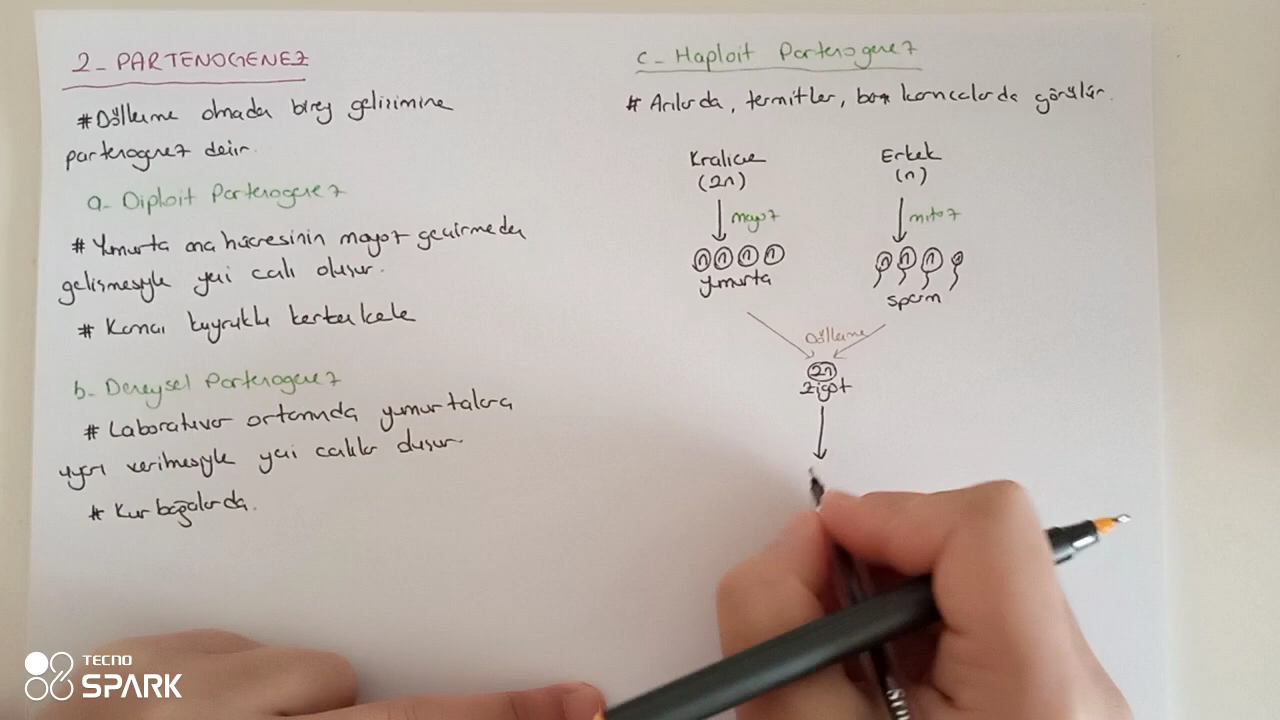 2- PARTENOGENEZ
# Döllenme olmadan birey gelişimine
partenogenez denir.
a- Diploit Partenogenez
# Yumurta ana hücresinin mayoz geçirmeden
gelişmesiyle yeni canlı oluşur.
# Kamçı kuyruklu kertenkele
b- Deneysel Partenogenez
# Laboratuvar ortamında yumurtalara
uyarı verilmesiyle yeni canlılar oluşur.
# Kurbağalarda.
c- Haploit Partenogenez
# Arılarda, termitler, bazı karıncalarda görülür.
Kraliçe
(2n)
mayoz
n n n n
yumurta
Erkek
(n)
mitoz
n n n n
sperm
Döllenme
2n
zigot
TECNO
SPARK